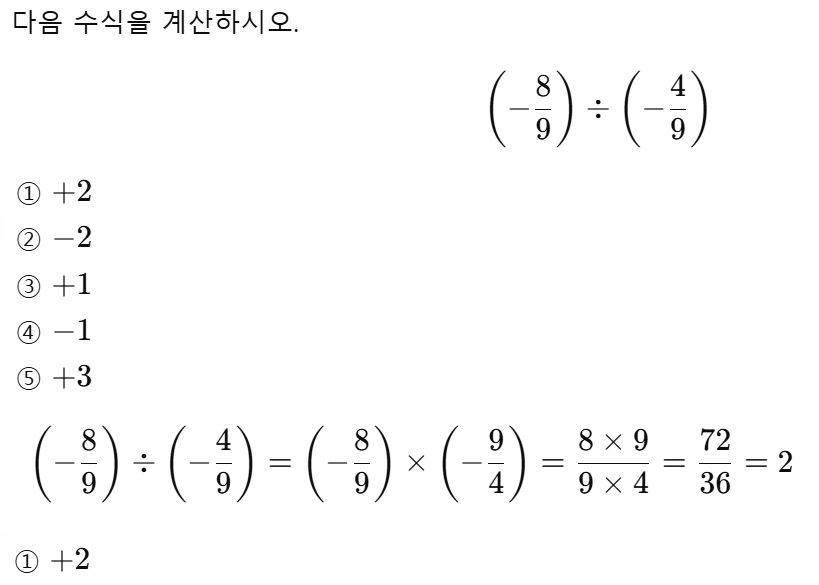 다음 수식을 계산하시오.
(−8/9) ÷ (−4/9)
① +2
② −2
③ +1
④ −1
⑤ +3
(−8/9) ÷ (−4/9) = (−8/9) × (−9/4) = (8 × 9)/(9 × 4) = 72/36 = 2
① +2